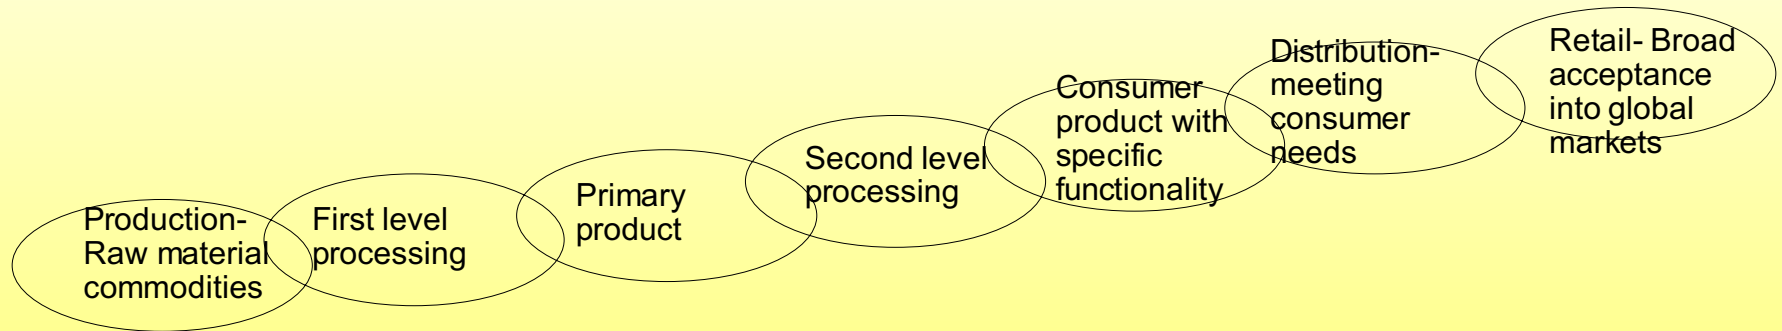 Production-
Raw material
commodities
First level
processing
Primary
product
Second level
processing
Consumer
product with
specific
functionality
Distribution-
meeting
consumer
needs
Retail- Broad
acceptance
into global
markets